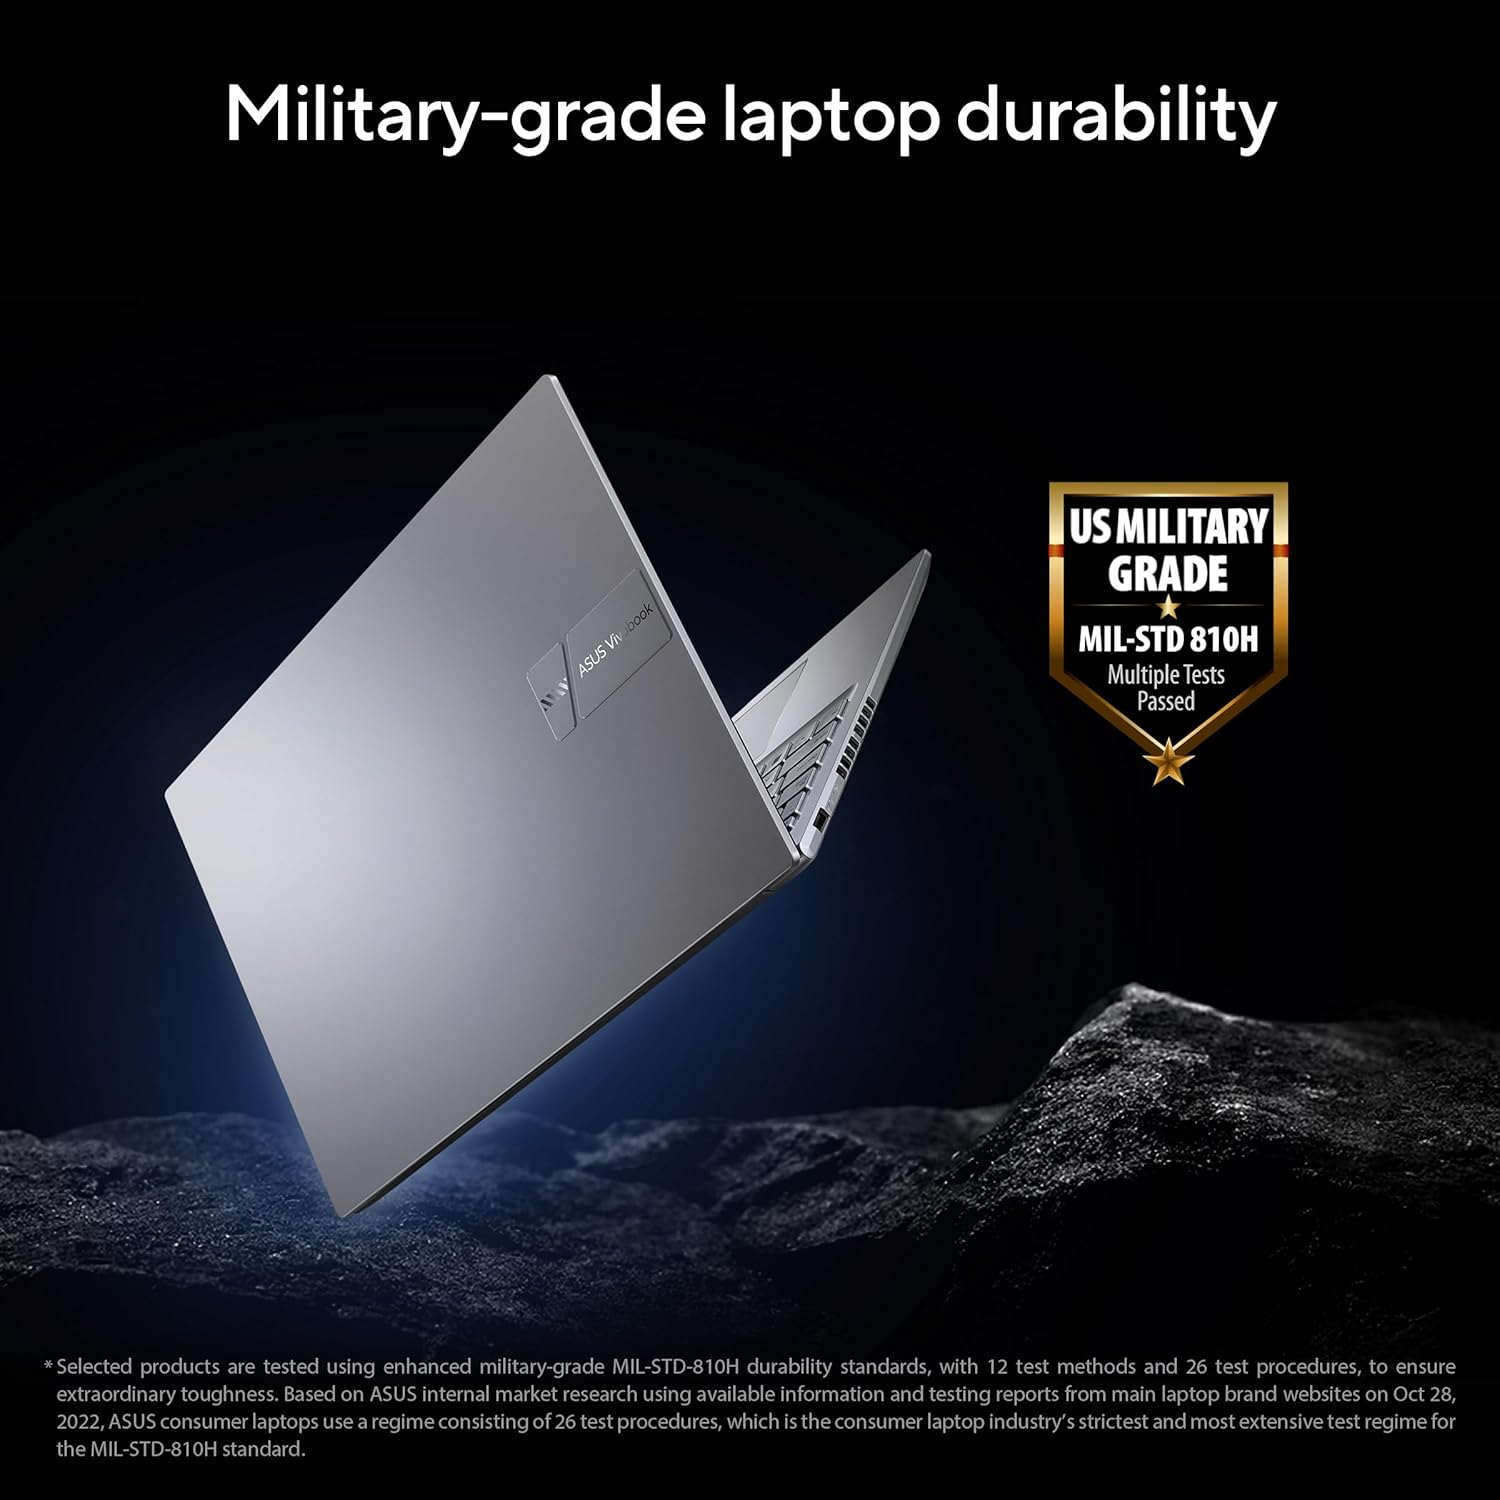 Military-grade laptop durability
ASUS Vivobook
US MILITARY
GRADE
MIL-STD 810H
Multiple Tests
Passed
* Selected products are tested using enhanced military-grade MIL-STD-810H durability standards, with 12 test methods and 26 test procedures, to ensure
extraordinary toughness. Based on ASUS internal market research using available information and testing reports from main laptop brand websites on Oct 28,
2022, ASUS consumer laptops use a regime consisting of 26 test procedures, which is the consumer laptop industry's strictest and most extensive test regime for
the MIL-STD-810H standard.